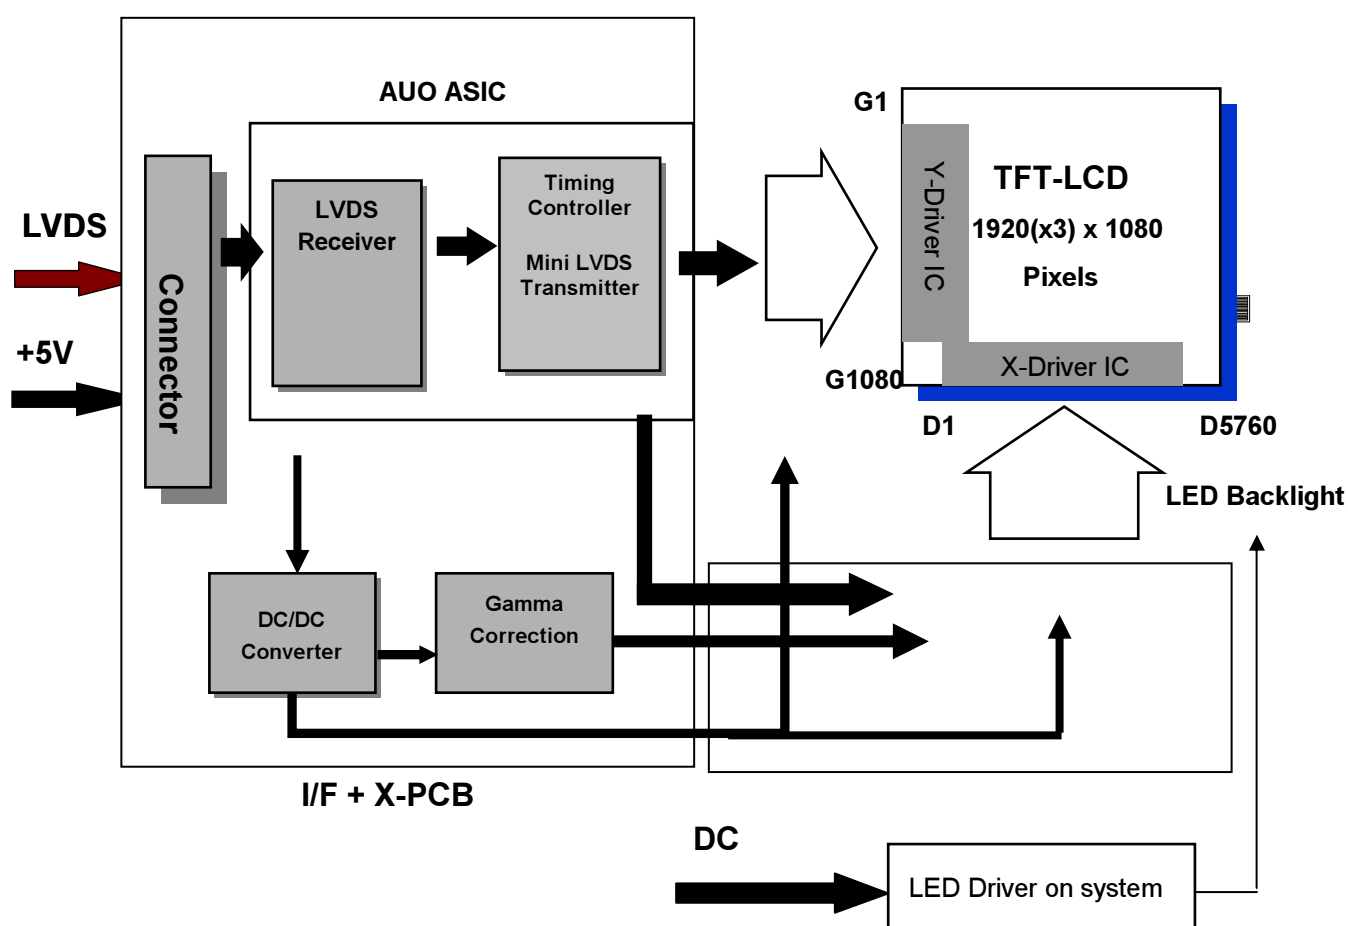 AUO ASIC
G1
LVDS
+5V
Connector
LVDS
Receiver
Timing
Controller
Mini LVDS
Transmitter
Y-Driver IC
TFT-LCD
1920(x3) x 1080
Pixels
X-Driver IC
G1080
D1
D5760
LED Backlight
DC/DC
Converter
Gamma
Correction
I/F + X-PCB
DC
LED Driver on system